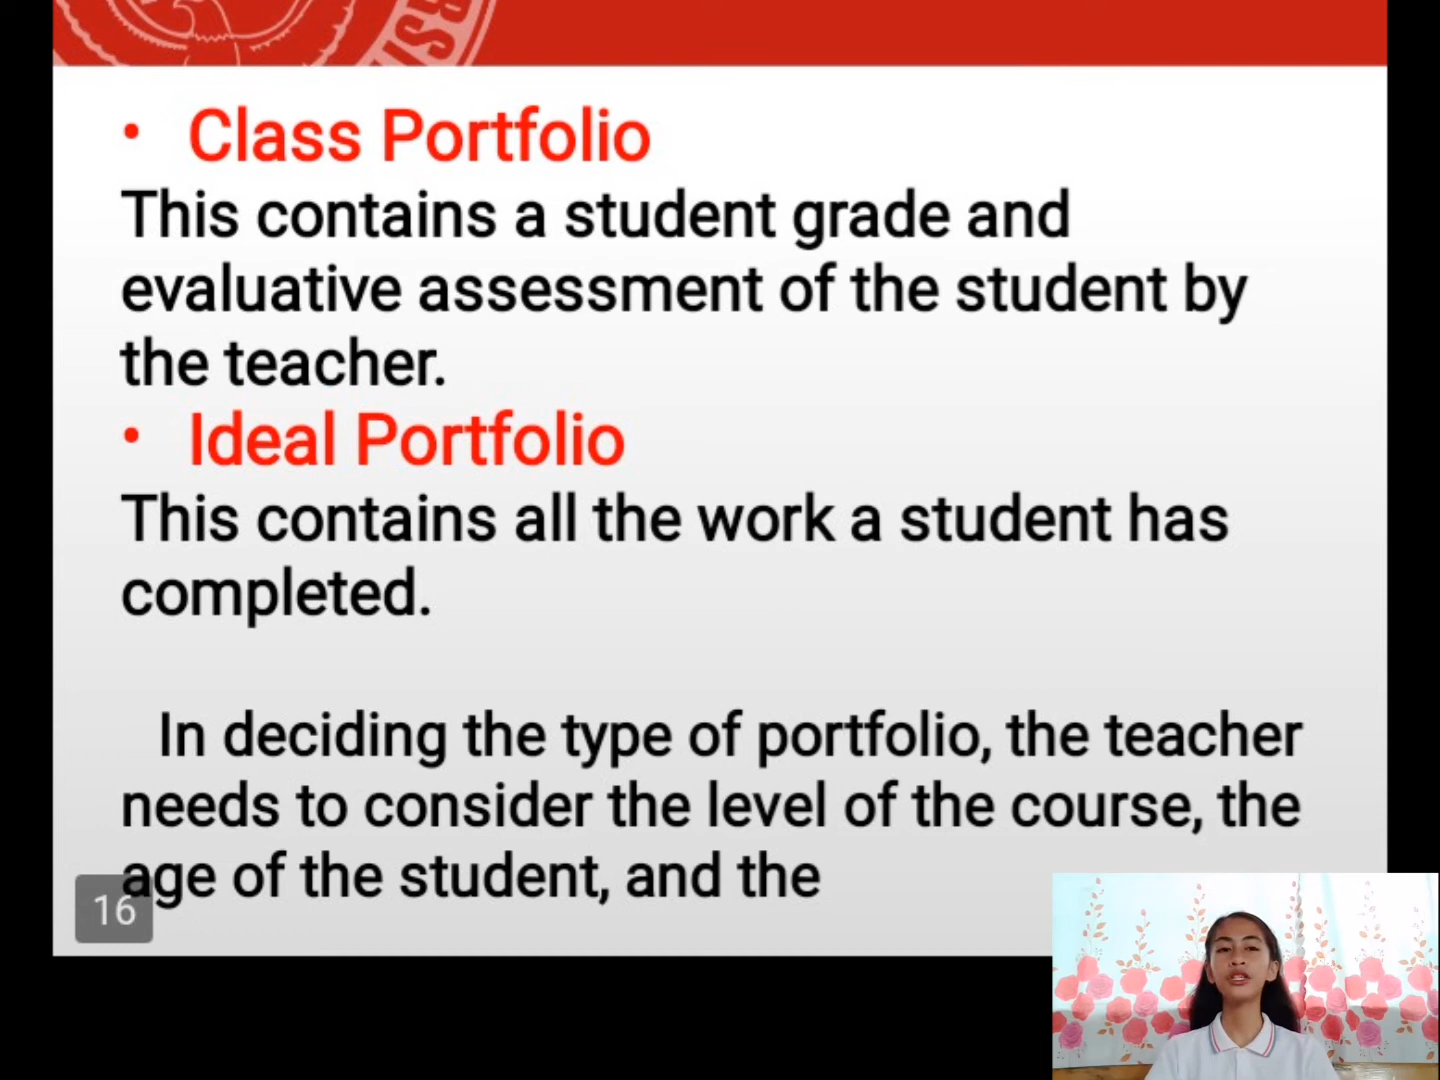 RSI
• Class Portfolio
This contains a student grade and
evaluative assessment of the student by
the teacher.
• Ideal Portfolio
This contains all the work a student has
completed.
In deciding the type of portfolio, the teacher
needs to consider the level of the course, the
age of the student, and the
16